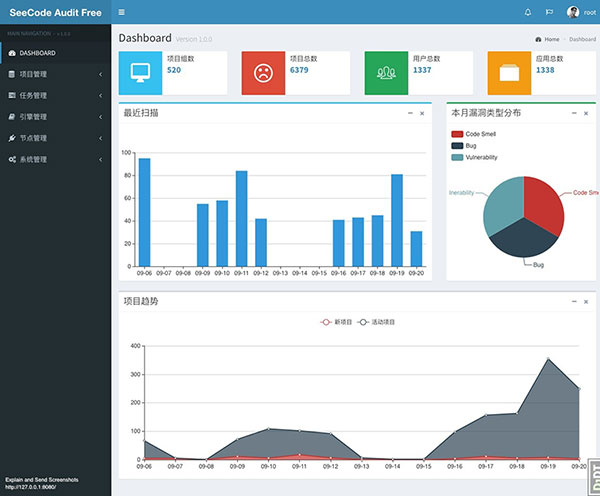 SeeCode Audit Free
root
MAIN NAVIGATION
DASHBOARD
项目管理
任务管理
引擎管理
节点管理
系统管理
Dashboard Version 1.0.0
Home > Dashboard
项目组数
520
项目总数
6379
用户总数
1337
应用总数
1338
最近扫描
100
80
60
40
20
0
09-06 09-07 09-08 09-09 09-10 09-11 09-12 09-13 09-14 09-15 09-16 09-17 09-18 09-19 09-20
本月漏洞类型分布
Code Smell
Bug
Vulnerability
lnerability
Code Sme
Bug
项目趋势
新项目 活动项目
400
300
200
100
0
09-06 09-07 09-08 09-09 09-10 09-11 09-12 09-13 09-14 09-15 09-16 09-17 09-18 09-19 09-20
Explain and Send Screenshots
http://127.0.0.1:8080/